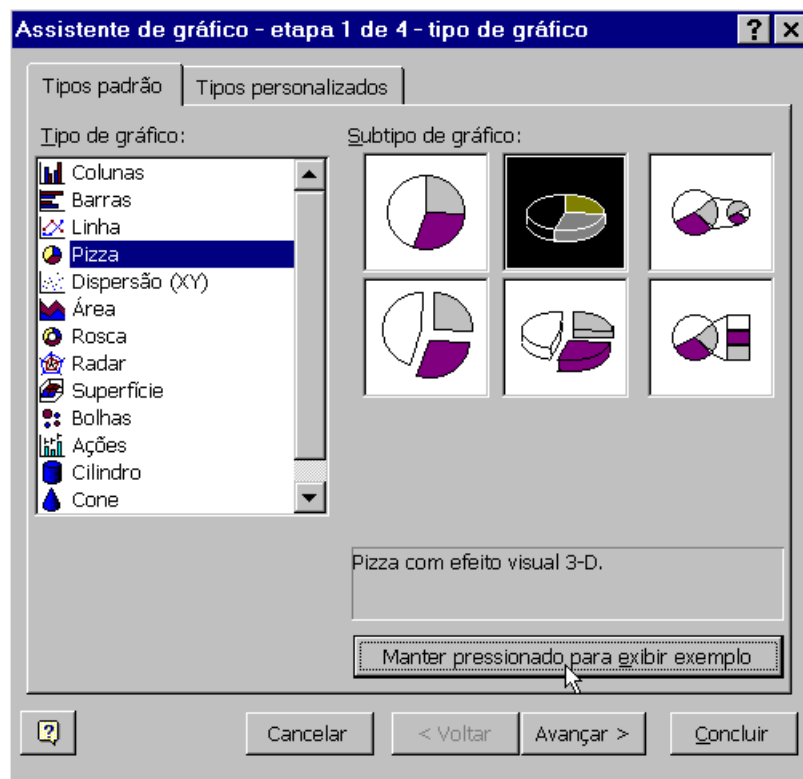 Assistente de gráfico - etapa 1 de 4 - tipo de gráfico
Tipos padrão
Tipos personalizados
Tipo de gráfico:
Colunas
Barras
Linha
Pizza
Dispersão (XY)
Área
Rosca
Radar
Superfície
Bolhas
Ações
Cilindro
Cone
Subtipo de gráfico:
Pizza com efeito visual 3-D.
Manter pressionado para exibir exemplo
Cancelar
< Voltar
Avançar >
Concluir